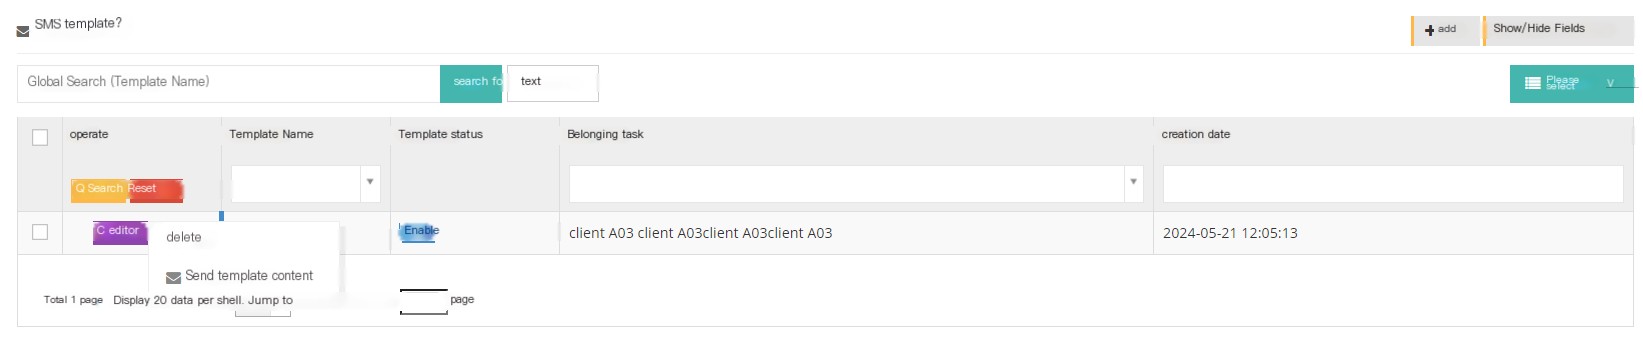 SMS template?
add
Show/Hide Fields
Global Search (Template Name)
search fo
text
Please
select
operate
Template Name
Template status
Belonging task
creation date
Q Search Reset
C editor
delete
Enable
client A03 client A03client A03client A03
2024-05-21 12:05:13
Send template content
Total 1 page Display 20 data per shell. Jump to
page